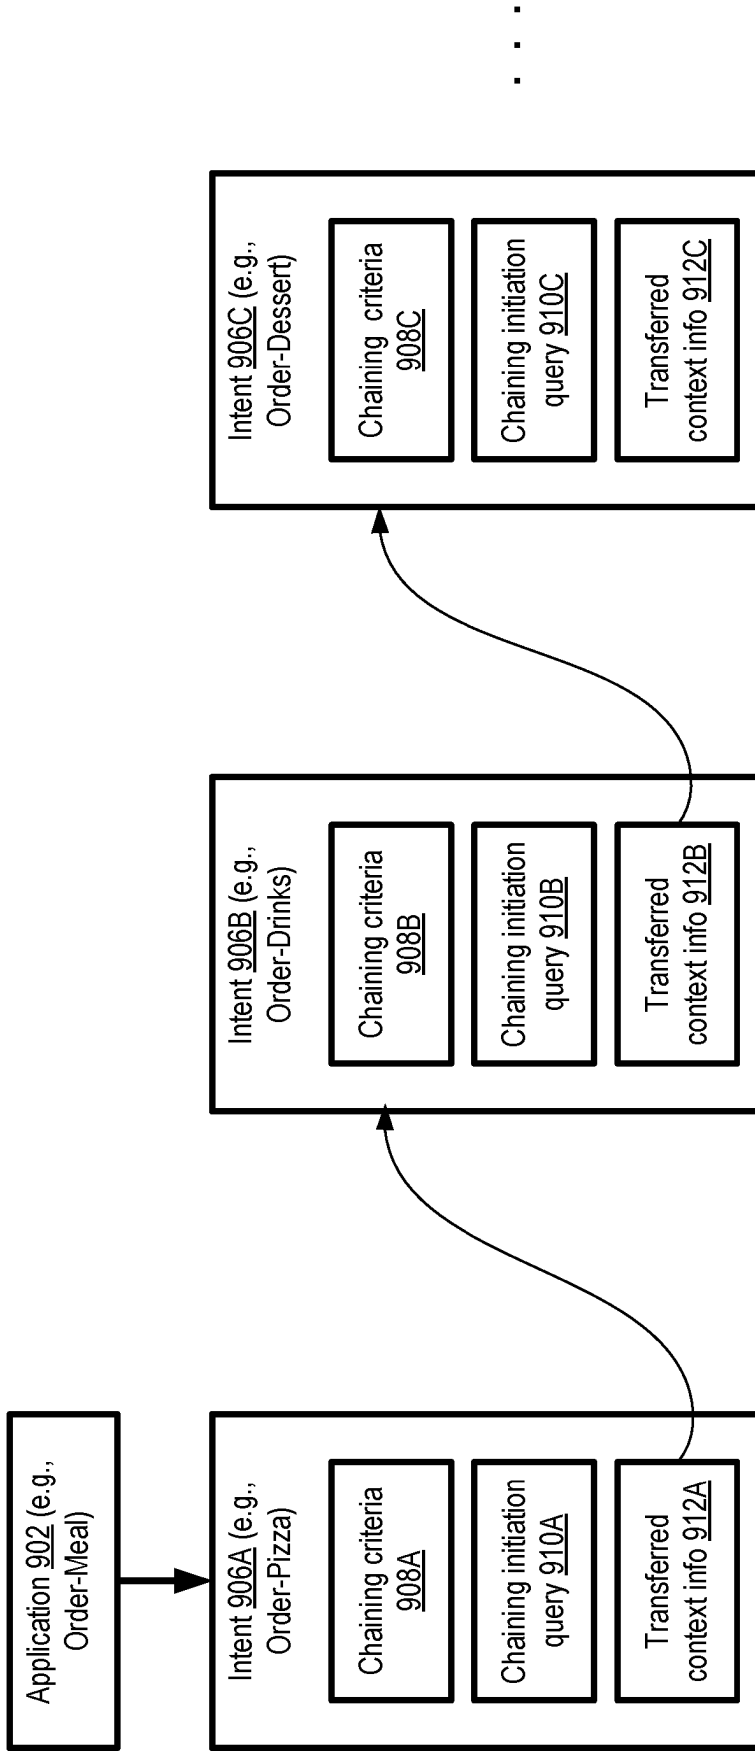 Application 902 (e.g.,
Order-Meal)
Intent 906A (e.g.,
Order-Pizza)
Chaining criteria
908A
Chaining initiation
query 910A
Transferred
context info 912A
Intent 906B (e.g.,
Order-Drinks)
Chaining criteria
908B
Chaining initiation
query 910B
Transferred
context info 912B
Intent 906C (e.g.,
Order-Dessert)
Chaining criteria
908C
Chaining initiation
query 910C
Transferred
context info 912C
. . .